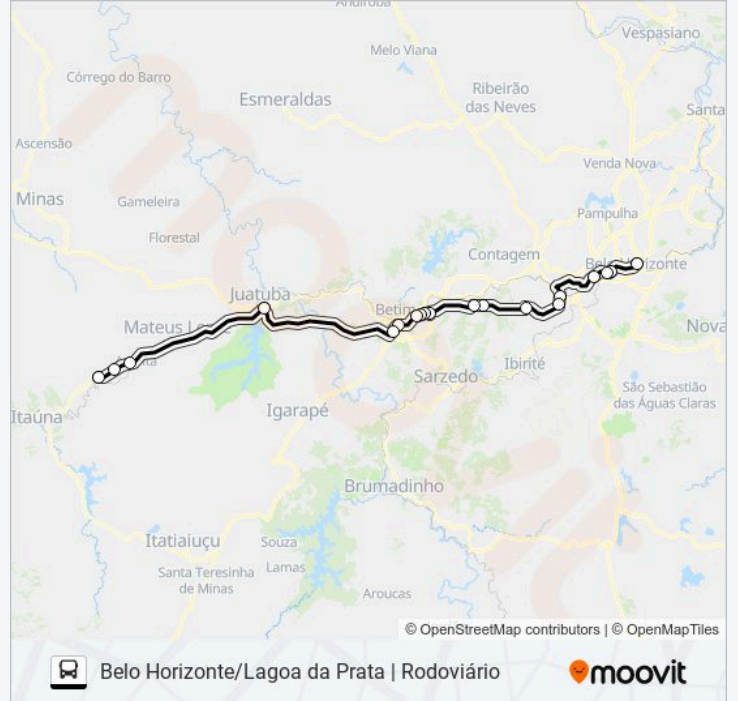 Andiroba
Vespasiano
Melo Viana
Córrego do Barro
Ribeirão
das Neves
Esmeraldas
Santa
Ascensão
Venda Nova
Minas
Gameleira
Pampulha
Florestal
Contagem
Belo Horizonte
Juatuba
Betim
Mateus Le
Nova
Ibirité
Sarzedo
São Sebastião
das Águas Claras
Igarapé
Itaúna
Brumadinho
Itatiaiuçu
Souza
Lamas
Santa Teresinha
de Minas
Aroucas
© OpenStreetMap contributors | © OpenMapTiles
Belo Horizonte/Lagoa da Prata | Rodoviário
moovit